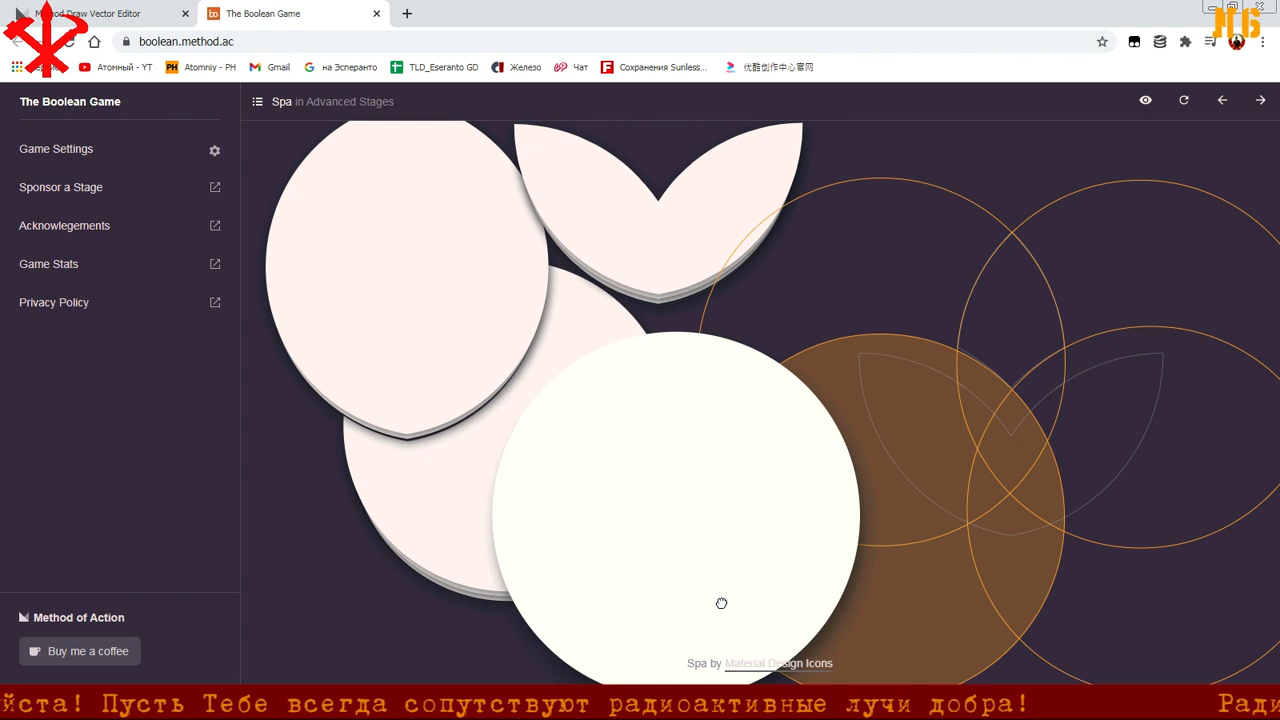 Method Draw Vector Editor
The Boolean Game
boolean.method.ac
МБ
Атомный - YT
Atomniy - PH
Gmail
на Эсперанто
TLD_Eseranto GD
Железо
Чат
Сохранения Sunless...
优酷创作中心官网
The Boolean Game
Spa in Advanced Stages
Game Settings
Sponsor a Stage
Acknowlegements
Game Stats
Privacy Policy
Method of Action
Buy me a coffee
Spa by Material Design Icons
йста! Пусть Тебе всегда сопутствуют радиоактивные лучи добра! Ради